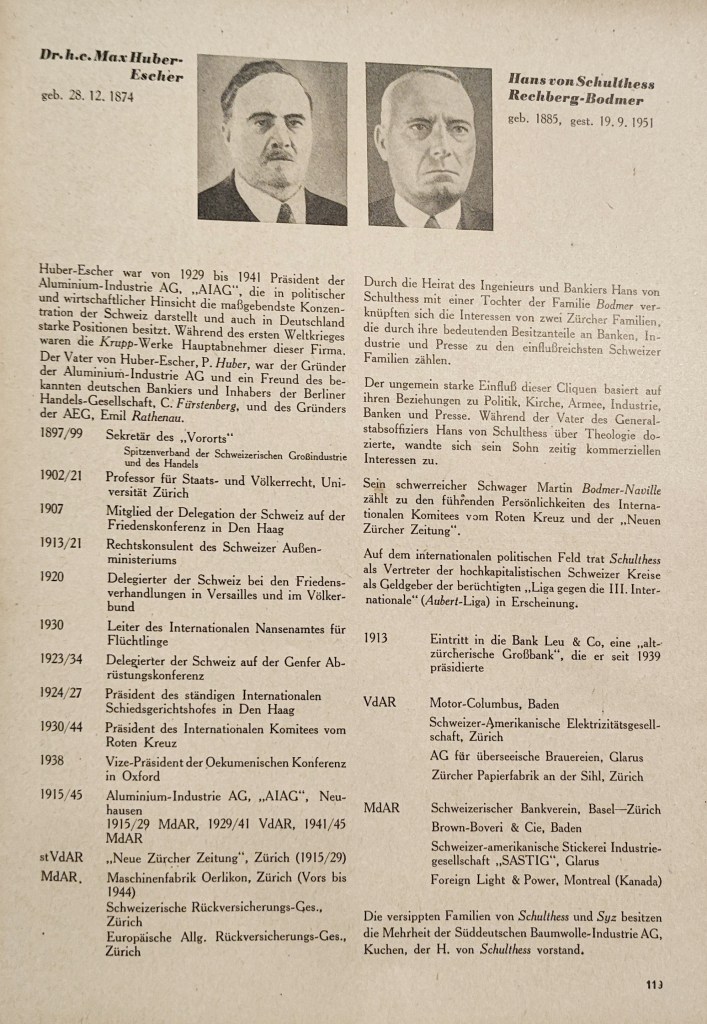 Dr. h.c. Max Huber-
Escher
geb. 28. 12. 1874
Huber-Escher war von 1929 bis 1941 Präsident der
Aluminium-Industrie AG, „AIAG", die in politischer
und wirtschaftlicher Hinsicht die maßgebendste Konzen-
tration der Schweiz darstellt und auch in Deutschland
starke Positionen besitzt. Während des ersten Weltkrieges
waren die Krupp-Werke Hauptabnehmer dieser Firma.
Der Vater von Huber-Escher, P. Huber, war der Gründer
der Aluminium-Industrie AG und ein Freund des be-
kannten deutschen Bankiers und Inhabers der Berliner
Handels-Gesellschaft, C. Fürstenberg, und des Gründers
der AEG, Emil Rathenau.
1897/99 Sekretär des „Vororts"
Spitzenverband der Schweizerischen Großindustrie
und des Handels
1902/21 Professor für Staats- und Völkerrecht, Uni-
versität Zürich
1907 Mitglied der Delegation der Schweiz auf der
Friedenskonferenz in Den Haag
1913/21 Rechtskonsulent des Schweizer Außen-
ministeriums
1920 Delegierter der Schweiz bei den Friedens-
verhandlungen in Versailles und im Völker-
bund
1930 Leiter des Internationalen Nansenamtes für
Flüchtlinge
1923/34 Delegierter der Schweiz auf der Genfer Ab-
rüstungskonferenz
1924/27 Präsident des ständigen Internationalen
Schiedsgerichtshofes in Den Haag
1930/44 Präsident des Internationalen Komitees vom
Roten Kreuz
1938 Vize-Präsident der Oekumenischen Konferenz
in Oxford
1915/45 Aluminium-Industrie AG, „AIAG", Neu-
hausen
1915/29 MdAR, 1929/41 VdAR, 1941/45
MdAR
stVdAR „Neue Zürcher Zeitung", Zürich (1915/29)
MdAR. Maschinenfabrik Oerlikon, Zürich (Vors bis
1944)
Schweizerische Rückversicherungs-Ges.,
Zürich
Europäische Allg. Rückversicherungs-Ges.,
Zürich
Hans von Schulthess
Rechberg-Bodmer
geb. 1885, gest. 19. 9. 1951
Durch die Heirat des Ingenieurs und Bankiers Hans von
Schulthess mit einer Tochter der Familie Bodmer ver-
knüpften sich die Interessen von zwei Zürcher Familien,
die durch ihre bedeutenden Besitzanteile an Banken, In-
dustrie und Presse zu den einflußreichsten Schweizer
Familien zählen.
Der ungemein starke Einfluß dieser Cliquen basiert auf
ihren Beziehungen zu Politik, Kirche, Armee, Industrie,
Banken und Presse. Während der Vater des General-
stabsoffiziers Hans von Schulthess über Theologie do-
zierte, wandte sich sein Sohn zeitig kommerziellen
Interessen zu.
Sein schwerreicher Schwager Martin Bodmer-Naville
zählt zu den führenden Persönlichkeiten des Interna-
tionalen Komitees vom Roten Kreuz und der „Neuen
Zürcher Zeitung".
Auf dem internationalen politischen Feld trat Schulthess
als Vertreter der hochkapitalistischen Schweizer Kreise
als Geldgeber der berüchtigten „Liga gegen die III. Inter-
nationale" (Aubert-Liga) in Erscheinung.
1913 Eintritt in die Bank Leu & Co, eine „alt-
zürcherische Großbank", die er seit 1939
präsidierte
VdAR Motor-Columbus, Baden
Schweizer-Amerikanische Elektrizitätsgesell-
schaft, Zürich
AG für überseeische Brauereien, Glarus
Zürcher Papierfabrik an der Sihl, Zürich
MdAR Schweizerischer Bankverein, Basel—Zürich
Brown-Boveri & Cie, Baden
Schweizer-amerikanische Stickerei Industrie-
gesellschaft „SASTIG", Glarus
Foreign Light & Power, Montreal (Kanada)
Die versippten Familien von Schulthess und Syz besitzen
die Mehrheit der Süddeutschen Baumwolle-Industrie AG,
Kuchen, der H. von Schulthess vorstand.